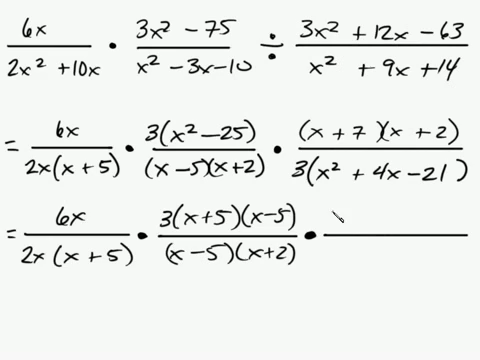 6x / (2x² + 10x) • (3x² − 75) / (x² − 3x − 10) ÷ (3x² + 12x − 63) / (x² + 9x + 14)
= 6x / (2x(x + 5)) • 3(x² − 25) / ((x − 5)(x + 2)) • (x + 7)(x + 2) / (3(x² + 4x − 21))
= 6x / (2x(x + 5)) • 3(x + 5)(x − 5) / ((x − 5)(x + 2)) •